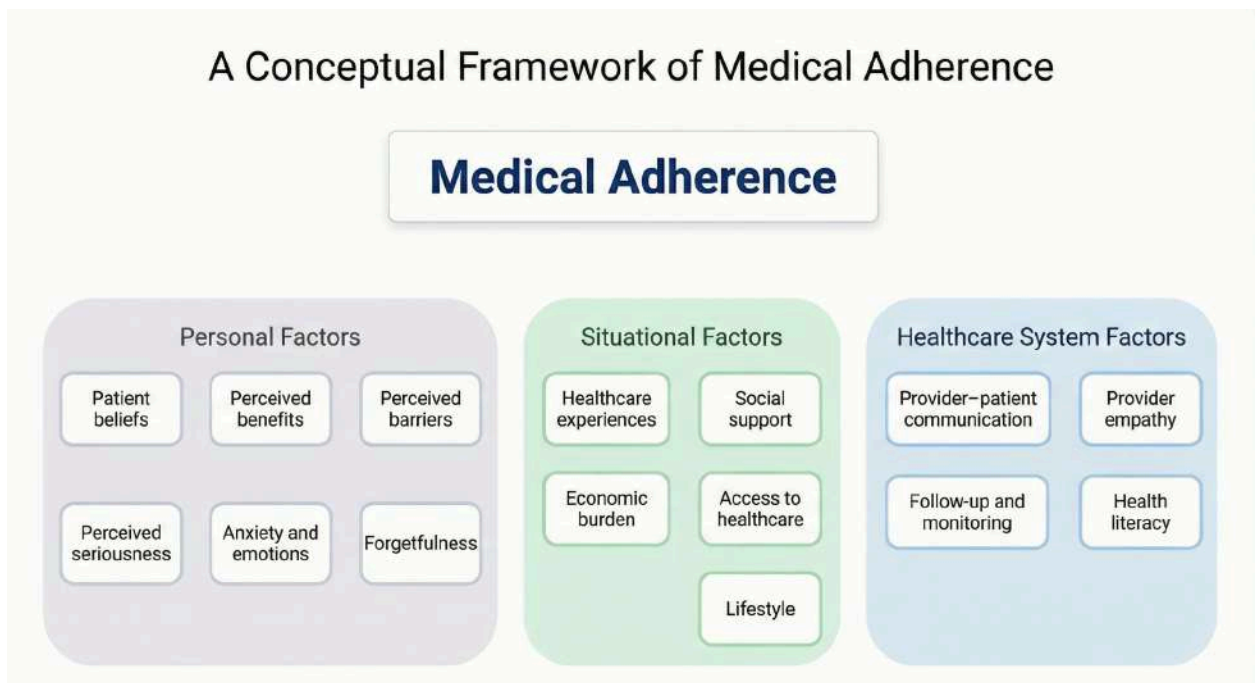 A Conceptual Framework of Medical Adherence
Medical Adherence
Personal Factors
Patient
beliefs
Perceived
benefits
Perceived
barriers
Perceived
seriousness
Anxiety and
emotions
Forgetfulness
Situational Factors
Healthcare
experiences
Social
support
Economic
burden
Access to
healthcare
Lifestyle
Healthcare System Factors
Provider–patient
communication
Provider
empathy
Follow-up and
monitoring
Health
literacy